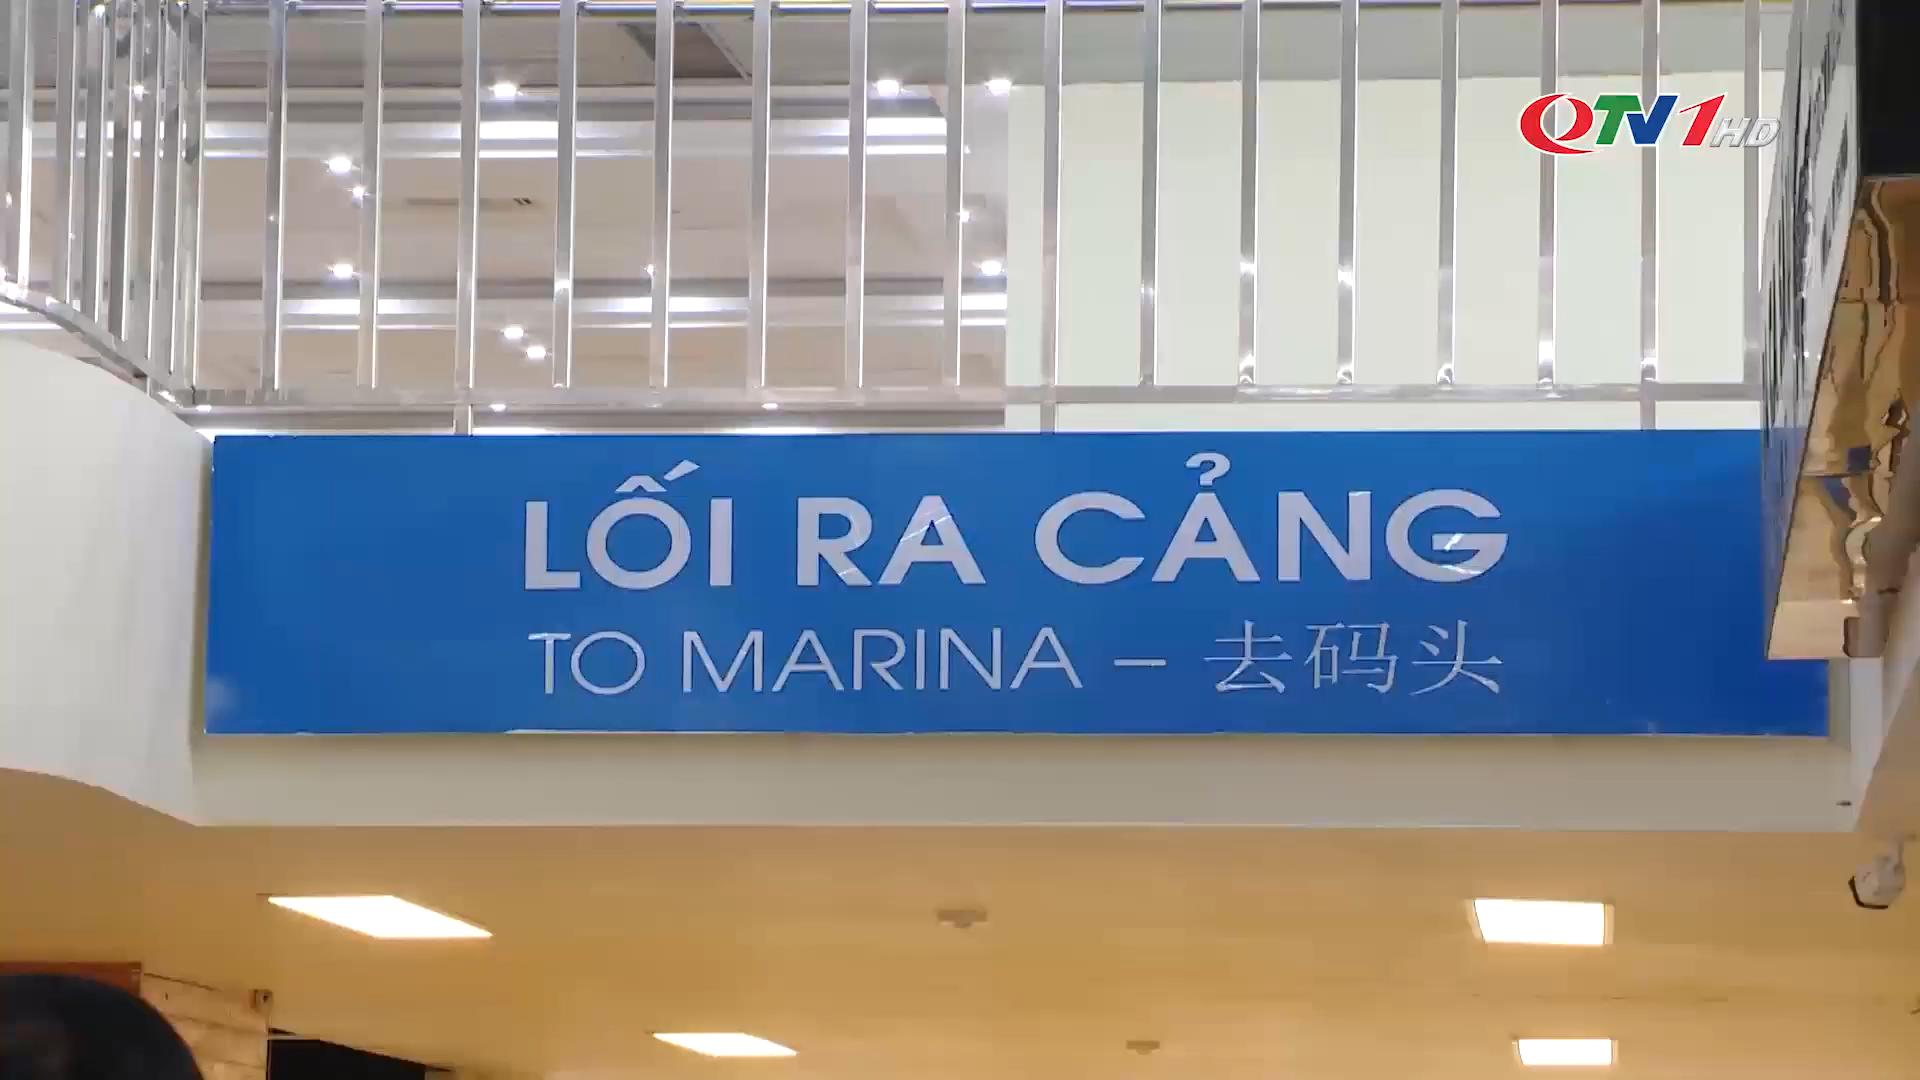 QTV1HD
LỐI RA CẢNG
TO MARINA – 去码头